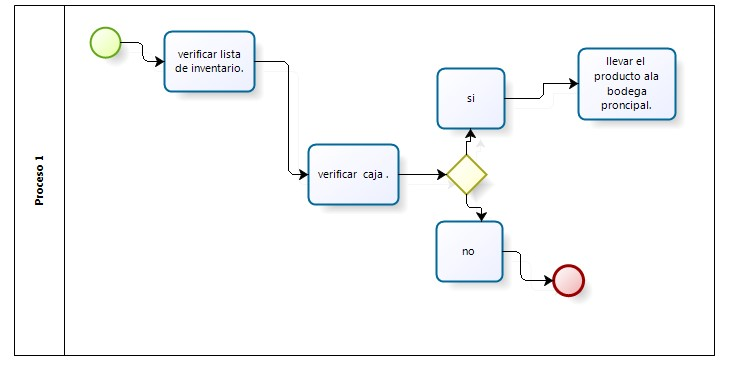 Proceso 1
verificar lista
de inventario.
verificar caja .
si
llevar el
producto ala
bodega
proncipal.
no